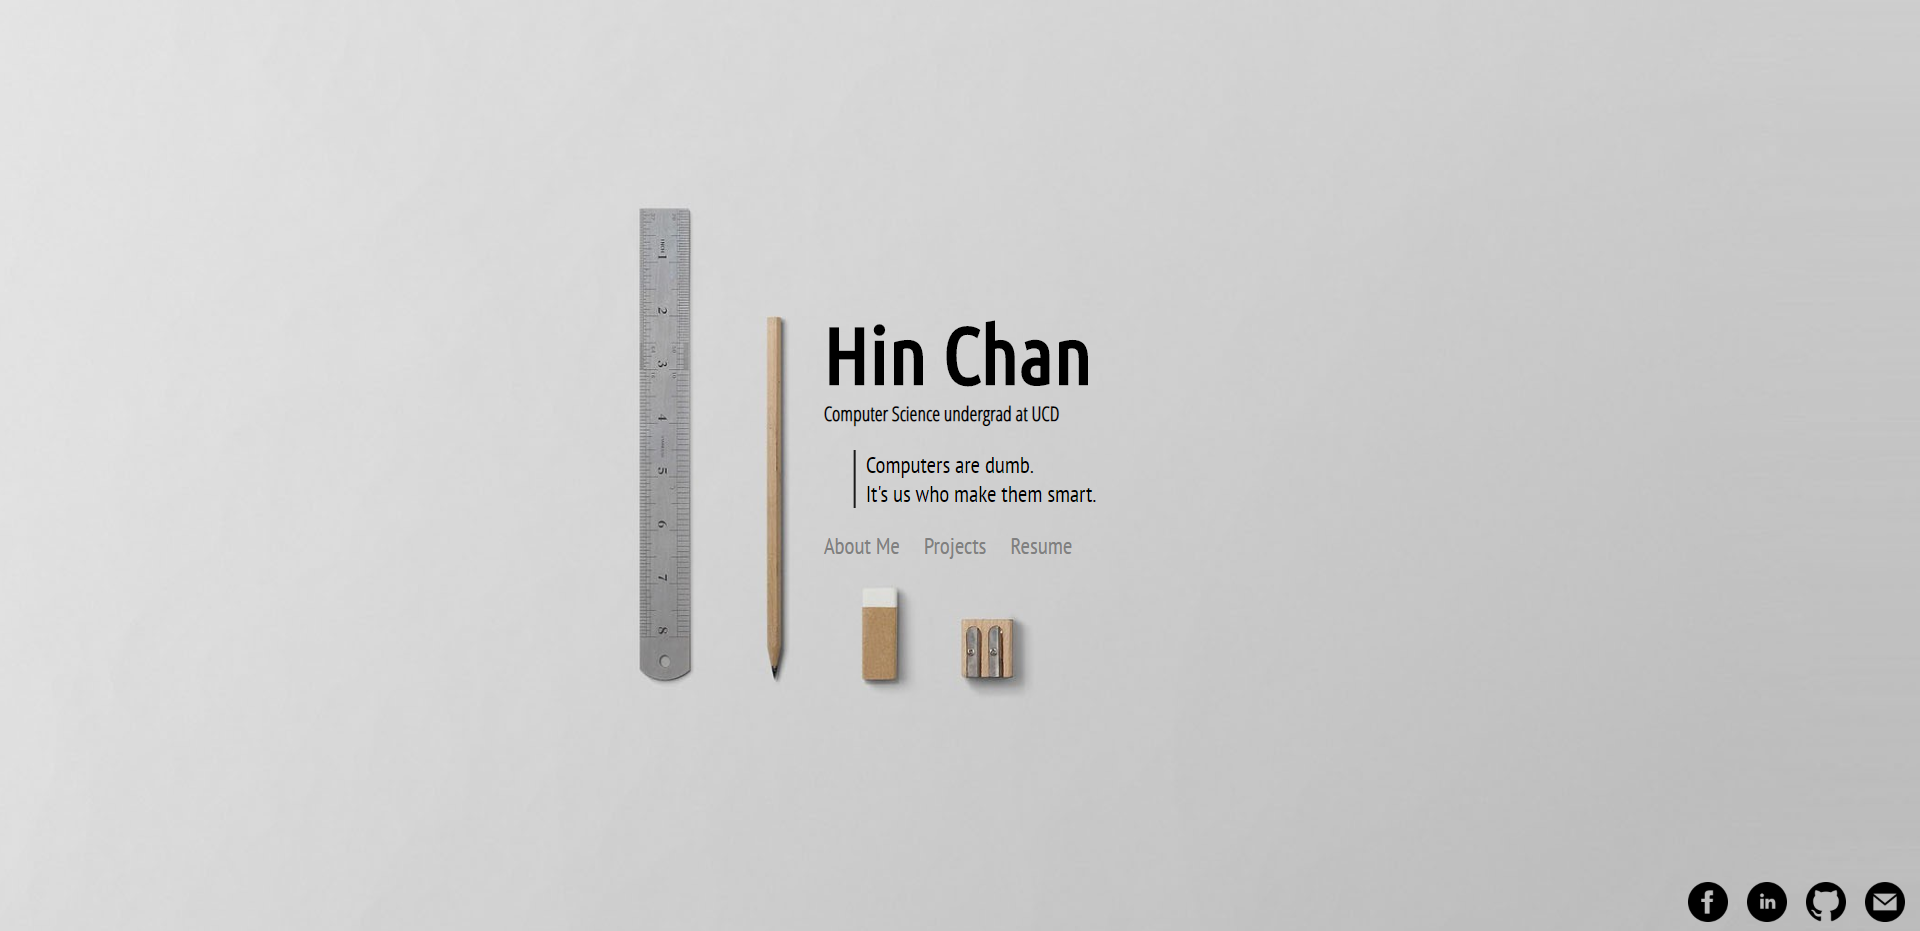 1
2
3
4
5
6
7
8
Hin Chan
Computer Science undergrad at UCD
Computers are dumb.
It's us who make them smart.
About Me Projects Resume
f
in